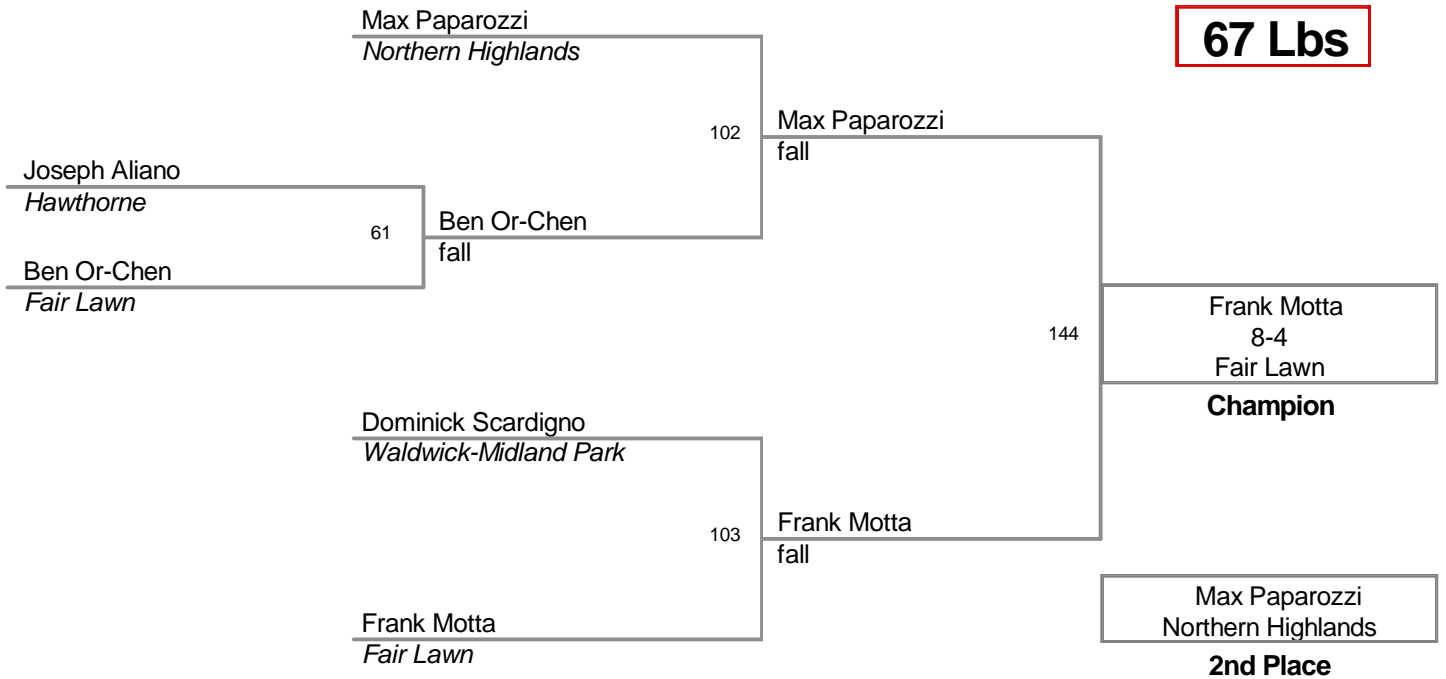 Max Paparozzi
Northern Highlands
67 Lbs
102
Max Paparozzi
fall
Joseph Aliano
Hawthorne
61
Ben Or-Chen
fall
Ben Or-Chen
Fair Lawn
144
Frank Motta
8-4
Fair Lawn
Champion
Dominick Scardigno
Waldwick-Midland Park
103
Frank Motta
fall
Frank Motta
Fair Lawn
Max Paparozzi
Northern Highlands
2nd Place